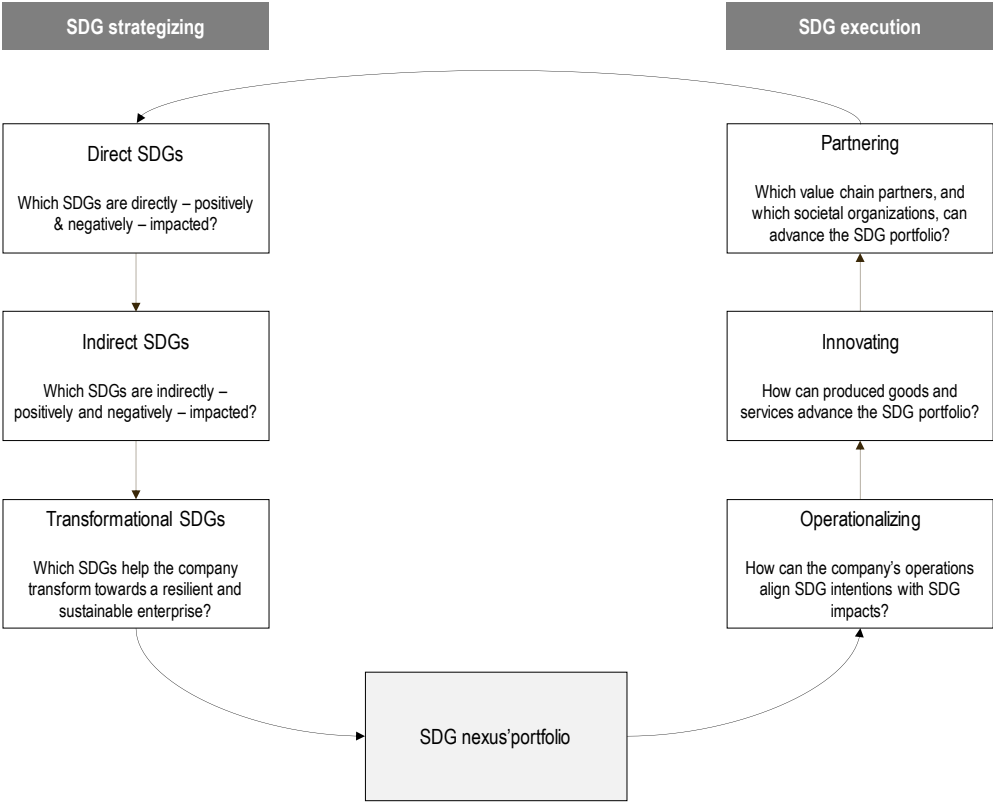 SDG strategizing
SDG execution
Direct SDGs
Which SDGs are directly – positively
& negatively – impacted?
Indirect SDGs
Which SDGs are indirectly –
positively and negatively – impacted?
Transformational SDGs
Which SDGs help the company
transform towards a resilient and
sustainable enterprise?
SDG nexus'portfolio
Partnering
Which value chain partners, and
which societal organizations, can
advance the SDG portfolio?
Innovating
How can produced goods and
services advance the SDG portfolio?
Operationalizing
How can the company's operations
align SDG intentions with SDG
impacts?